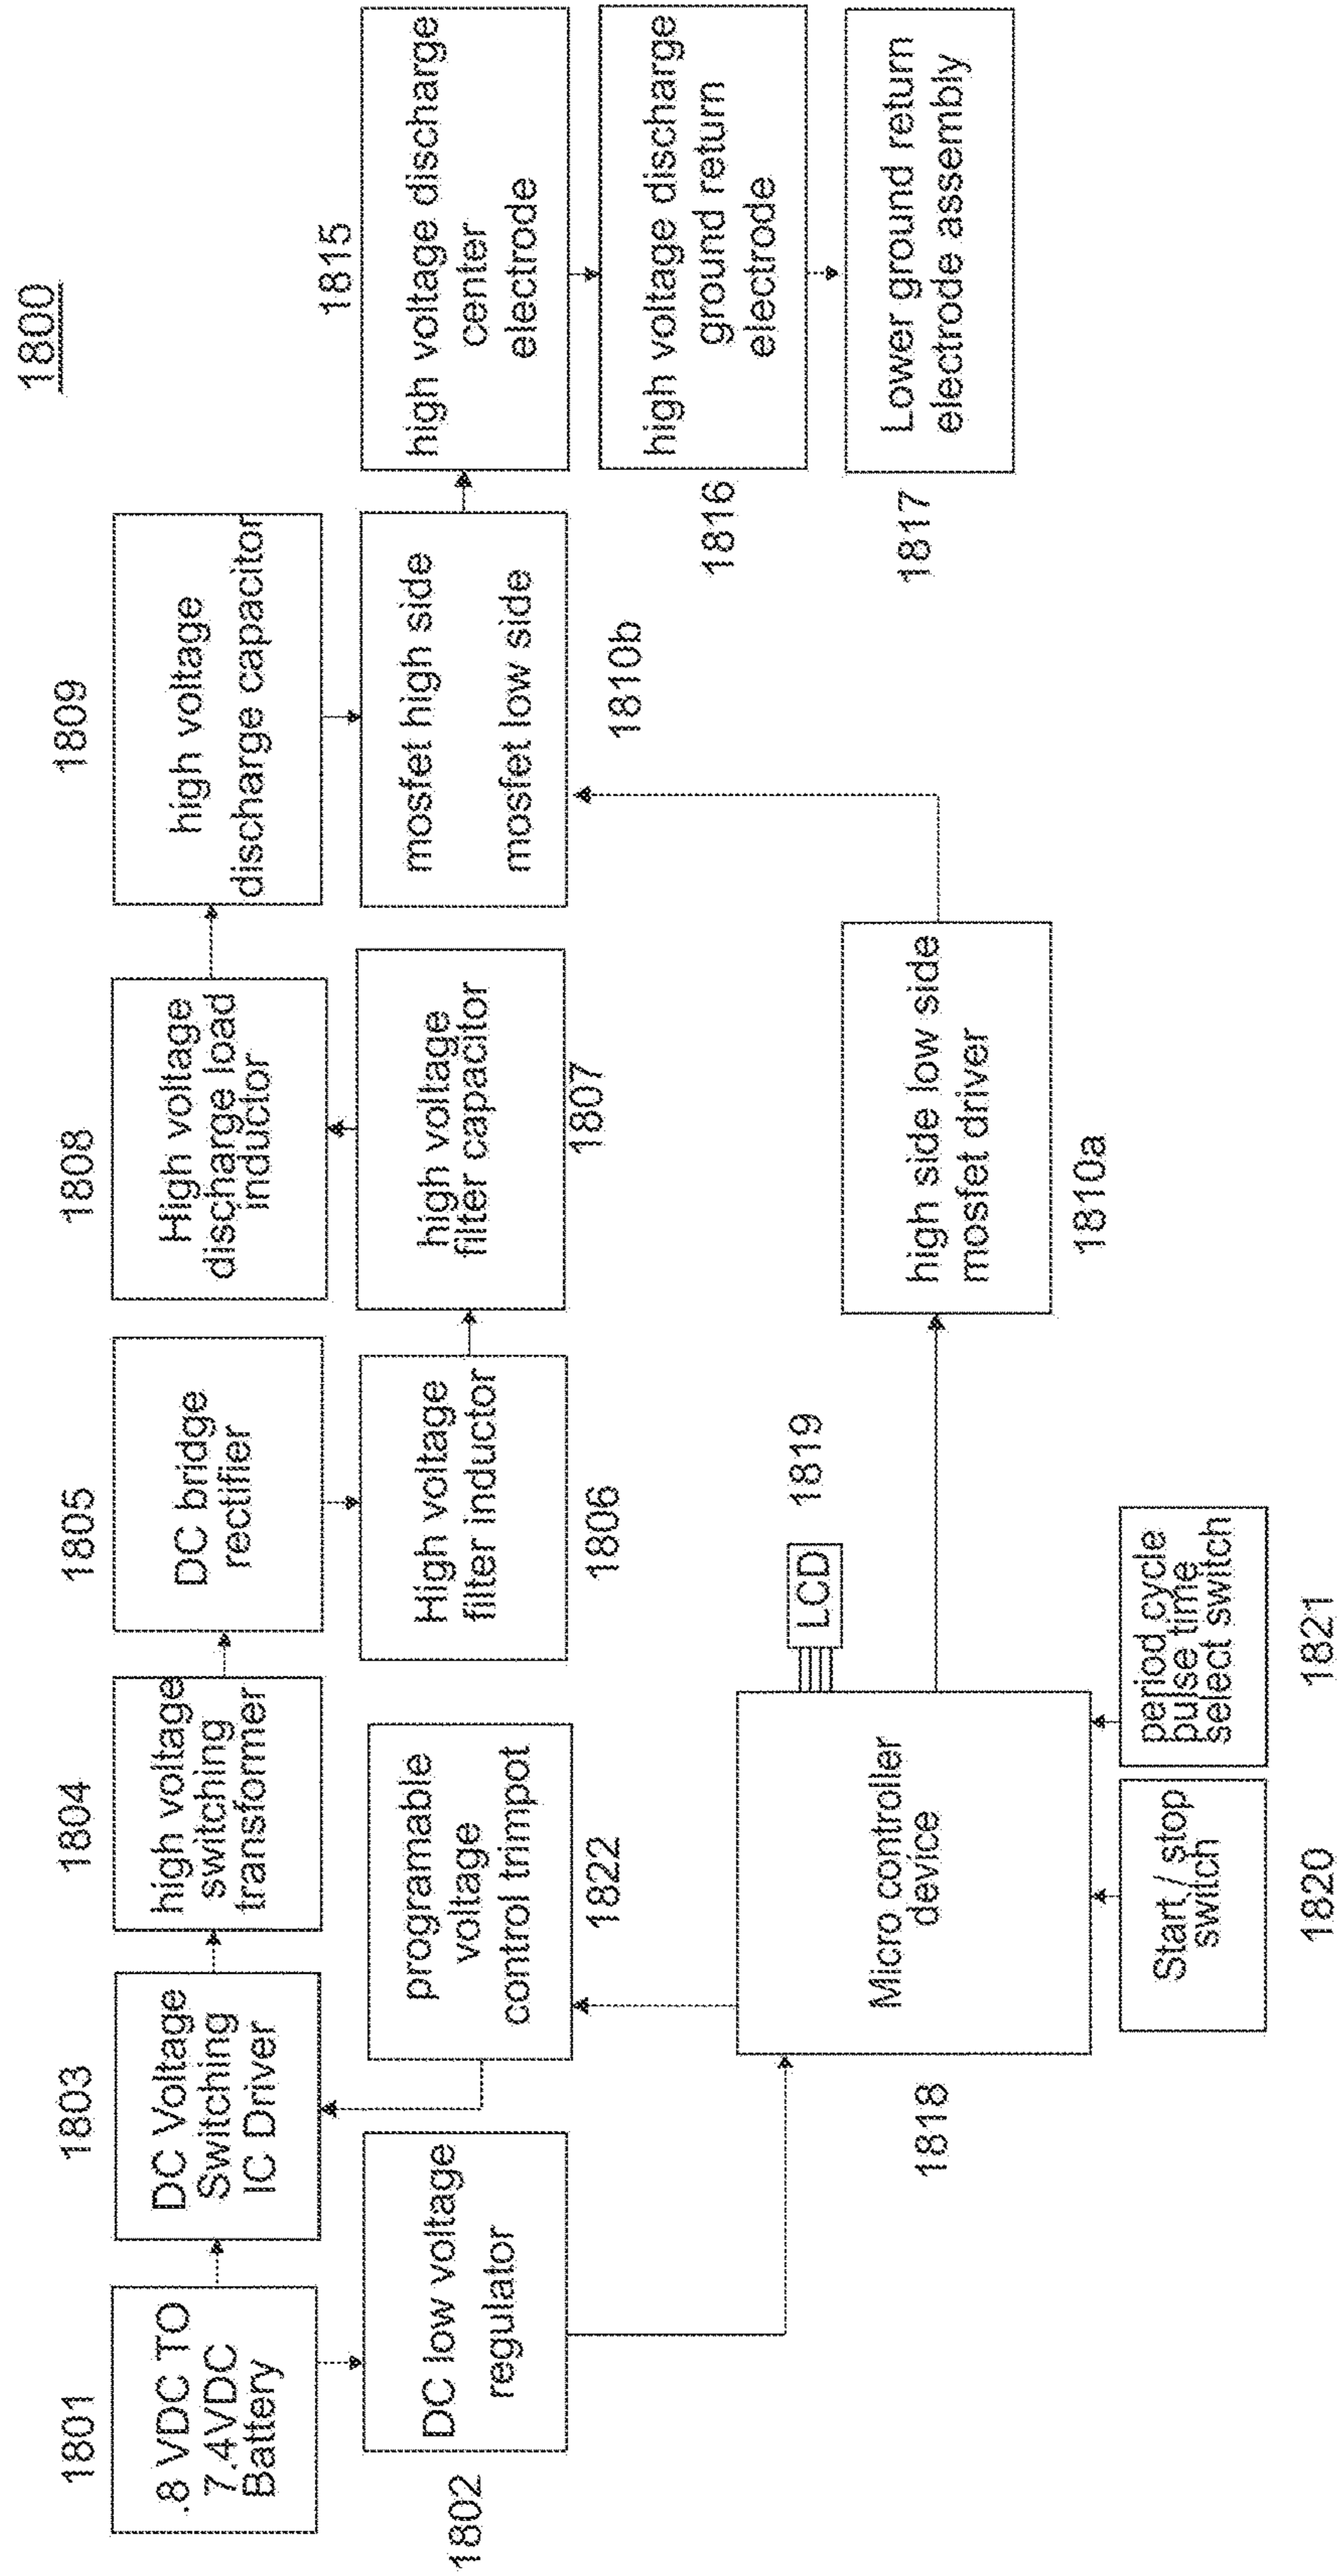 1800
1801
.8 VDC TO
7.4VDC
Battery
1803
DC Voltage
Switching
IC Driver
1804
high voltage
switching
transformer
1805
DC bridge
rectifier
1808
High voltage
discharge load
inductor
1809
high voltage
discharge capacitor
1802
DC low voltage
regulator
programable
voltage
control trimpot
1822
High voltage
filter inductor
1806
high voltage
filter capacitor
1807
mosfet high side
mosfet low side
1810b
1815
high voltage discharge
center
electrode
1816
high voltage discharge
ground return
electrode
1817
Lower ground return
electrode assembly
1818
Micro controller
device
LCD
1819
high side low side
mosfet driver
1810a
Start / stop
switch
1820
period cycle
pulse time
select switch
1821